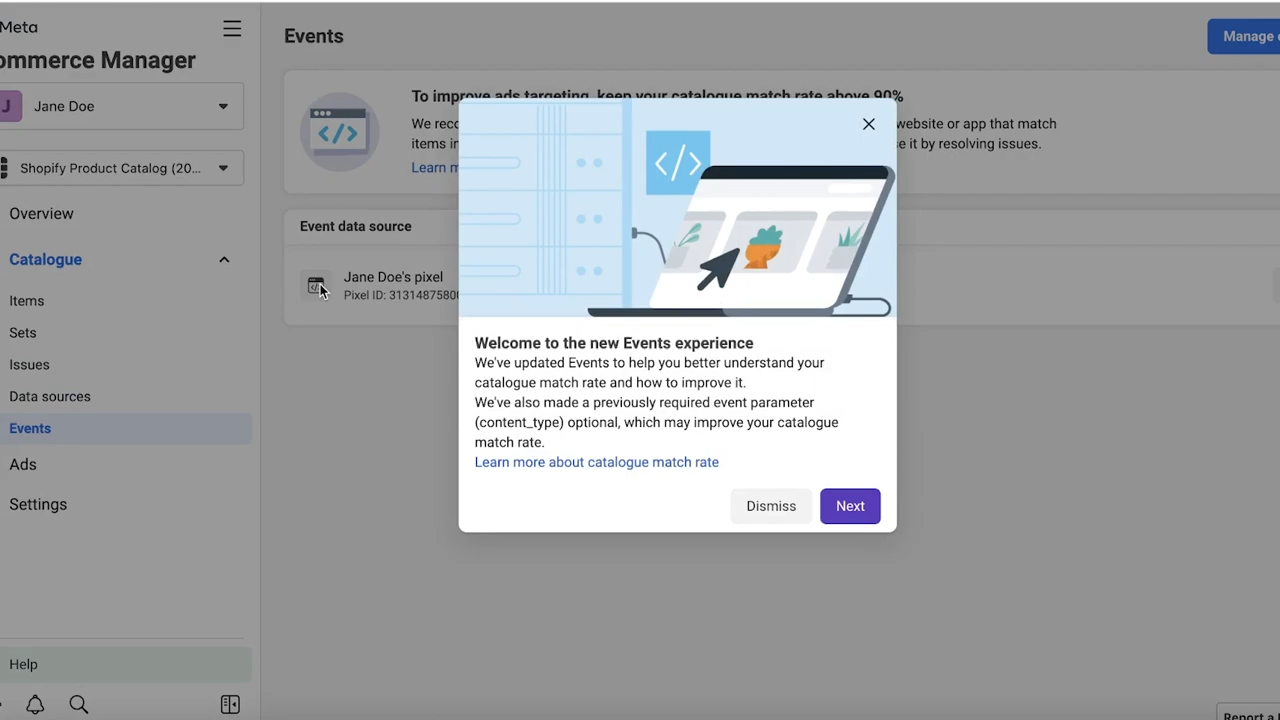 Meta
ommerce Manager
J
Jane Doe
Shopify Product Catalog (20...
Overview
Catalogue
Items
Sets
Issues
Data sources
Events
Ads
Settings
Help
Events
Manage
To improve ads targeting, keep your catalogue match rate above 90%
We rec website or app that match
items in e it by resolving issues.
Learn m
Event data source
Jane Doe's pixel
Pixel ID: 3131487580
</>
</>
Welcome to the new Events experience
We've updated Events to help you better understand your
catalogue match rate and how to improve it.
We've also made a previously required event parameter
(content_type) optional, which may improve your catalogue
match rate.
Learn more about catalogue match rate
Dismiss
Next
Report a